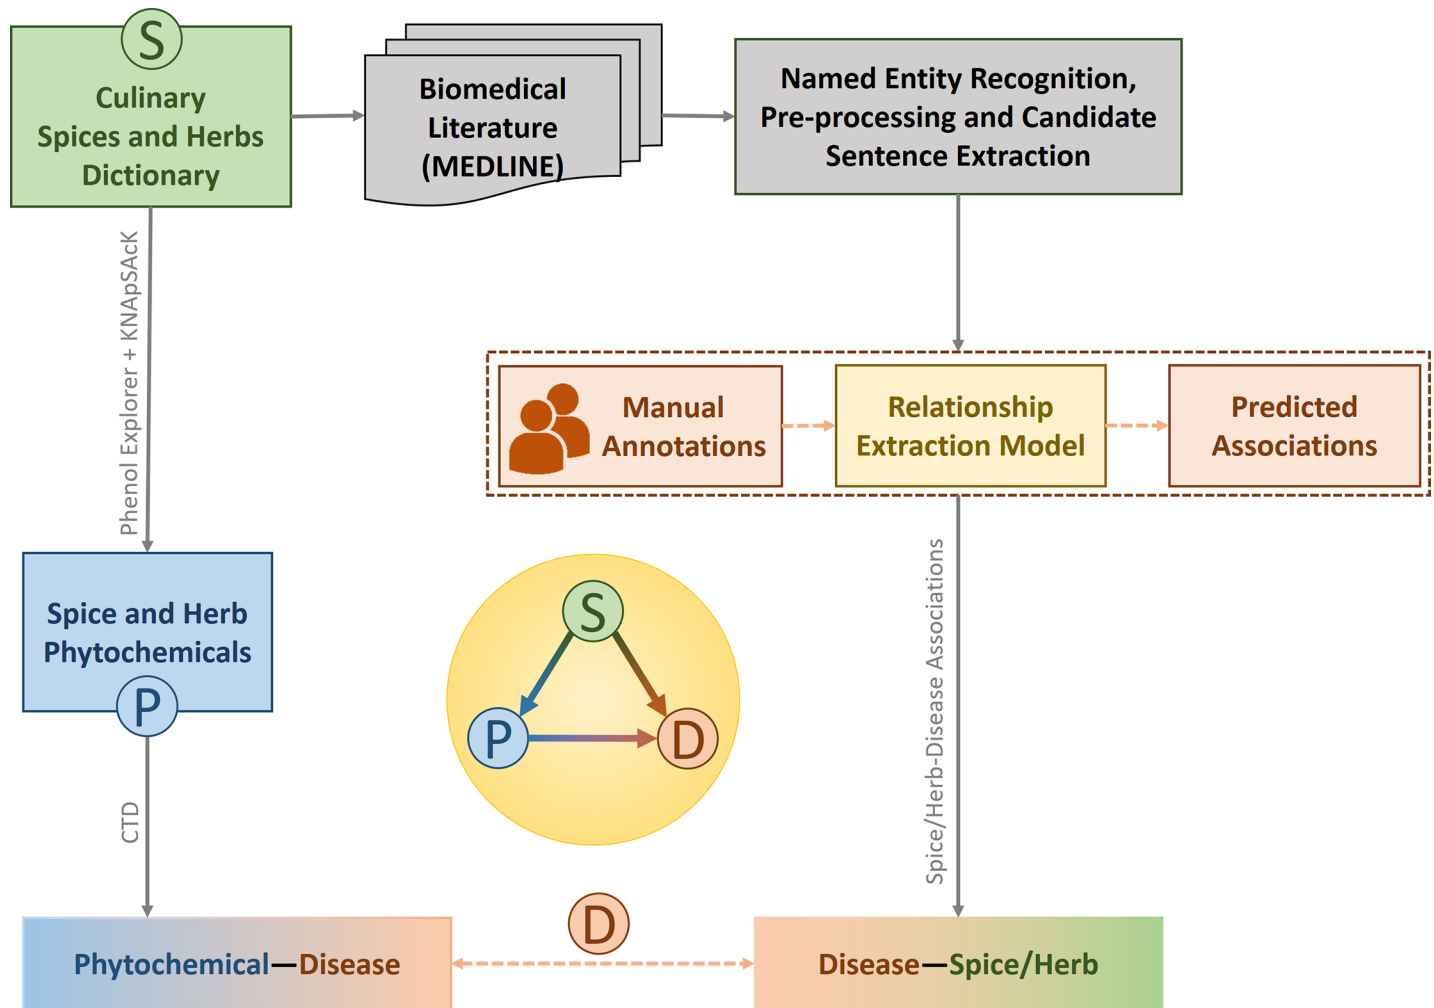 S
Culinary
Spices and Herbs
Dictionary
Biomedical
Literature
(MEDLINE)
Named Entity Recognition,
Pre-processing and Candidate
Sentence Extraction
Phenol Explorer + KNApSAcK
Manual
Annotations
Relationship
Extraction Model
Predicted
Associations
Spice and Herb
Phytochemicals
P
S
P
D
CTD
Spice/Herb-Disease Associations
Phytochemical—Disease
D
Disease—Spice/Herb